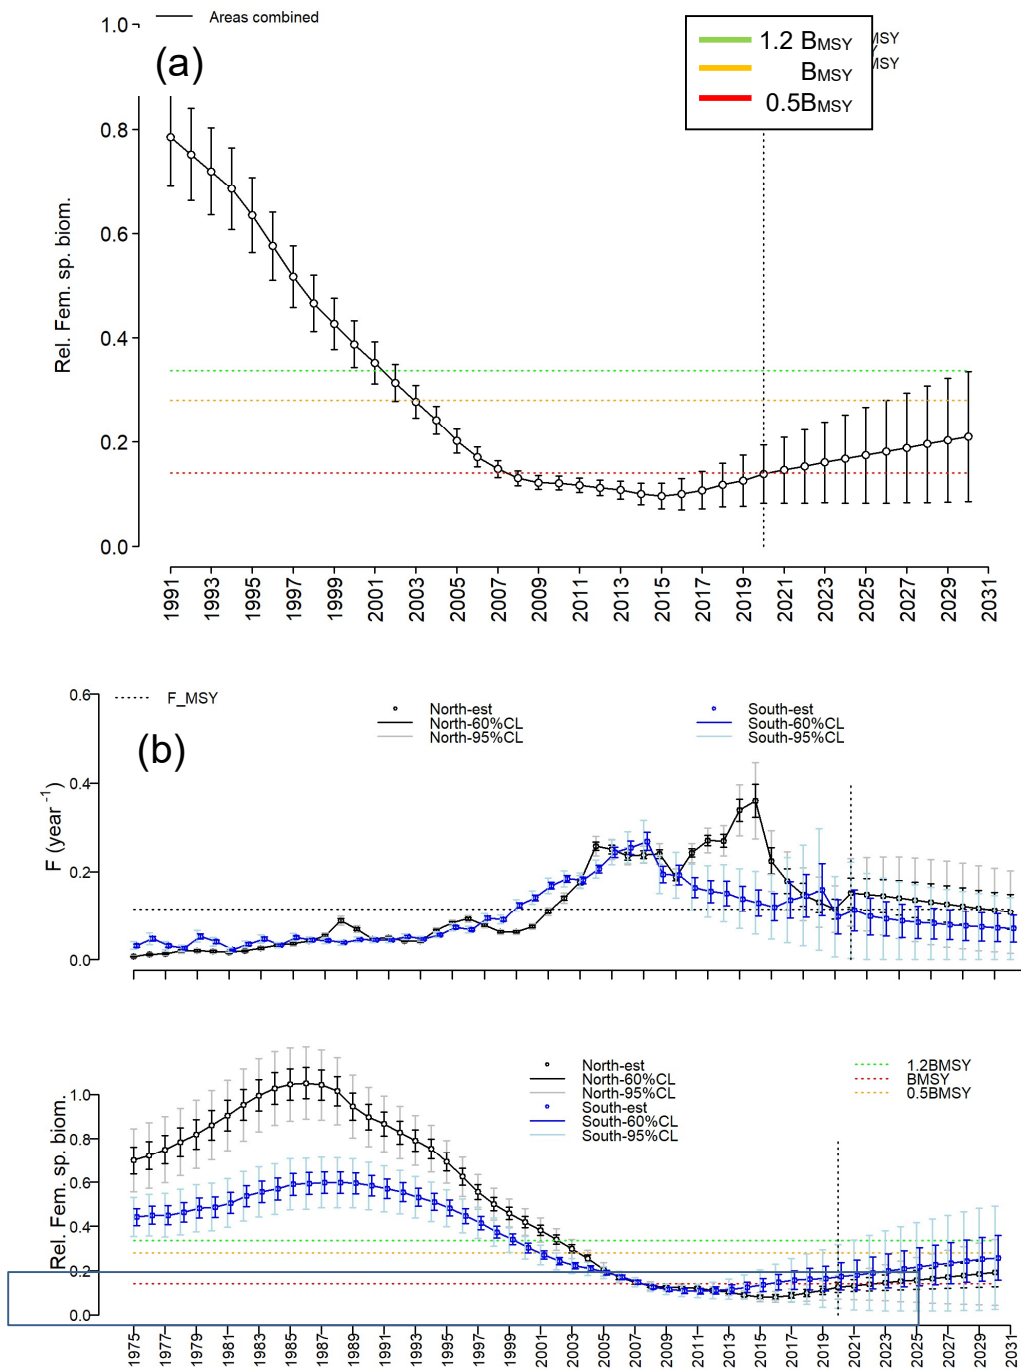 1.0
Areas combined
(a)
1.2 BMSY
MSY
BMSY
MSY
0.5BMSY
0.8
0.6
0.4
0.2
0.0
Rel. Fem. sp. biom.
1991 1993 1995 1997 1999 2001 2003 2005 2007 2009 2011 2013 2015 2017 2019 2021 2023 2025 2027 2029 2031
0.6
F_MSY
North-est
North-60%CL
North-95%CL
South-est
South-60%CL
South-95%CL
(b)
0.4
0.2
0.0
F (year -1)
North-est
North-60%CL
North-95%CL
South-est
South-60%CL
South-95%CL
1.2BMSY
BMSY
0.5BMSY
1.0
0.8
0.6
0.4
0.2
0.0
Rel. Fem. sp. biom.
1975 1977 1979 1981 1983 1985 1987 1989 1991 1993 1995 1997 1999 2001 2003 2005 2007 2009 2011 2013 2015 2017 2019 2021 2023 2025 2027 2029 2031